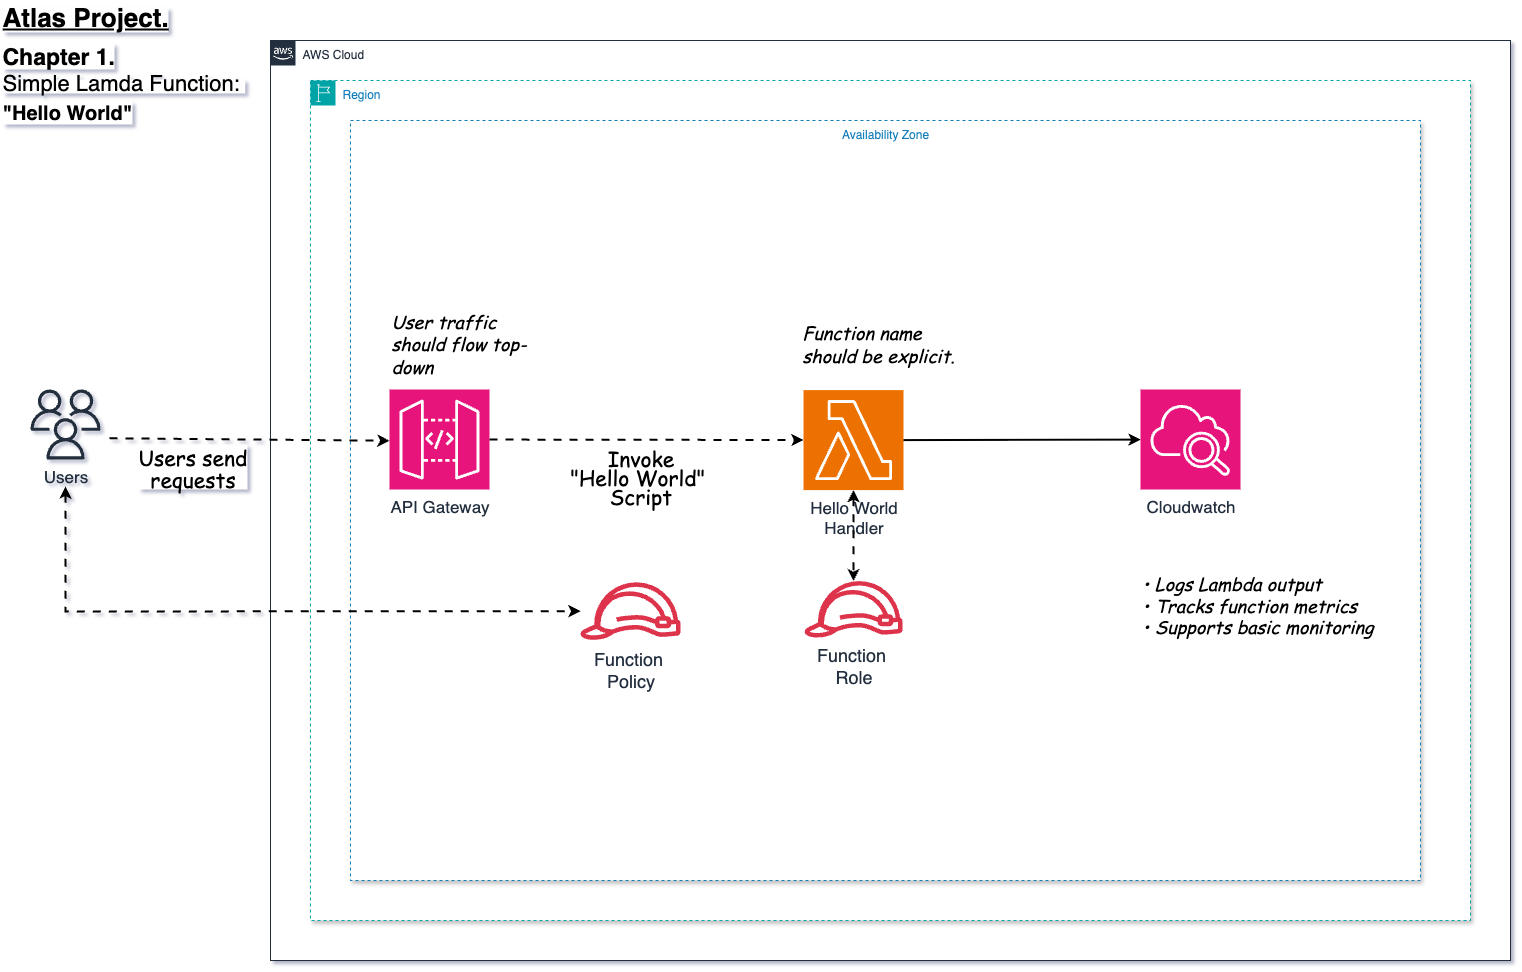 Atlas Project.
Chapter 1.
Simple Lamda Function:
"Hello World"
aws
AWS Cloud
Region
Availability Zone
User traffic
should flow top-
down
Function name
should be explicit.
</>
Users send
requests
Users
Invoke
"Hello World"
Script
API Gateway
Hello World
Handler
Cloudwatch
• Logs Lambda output
• Tracks function metrics
• Supports basic monitoring
Function
Policy
Function
Role